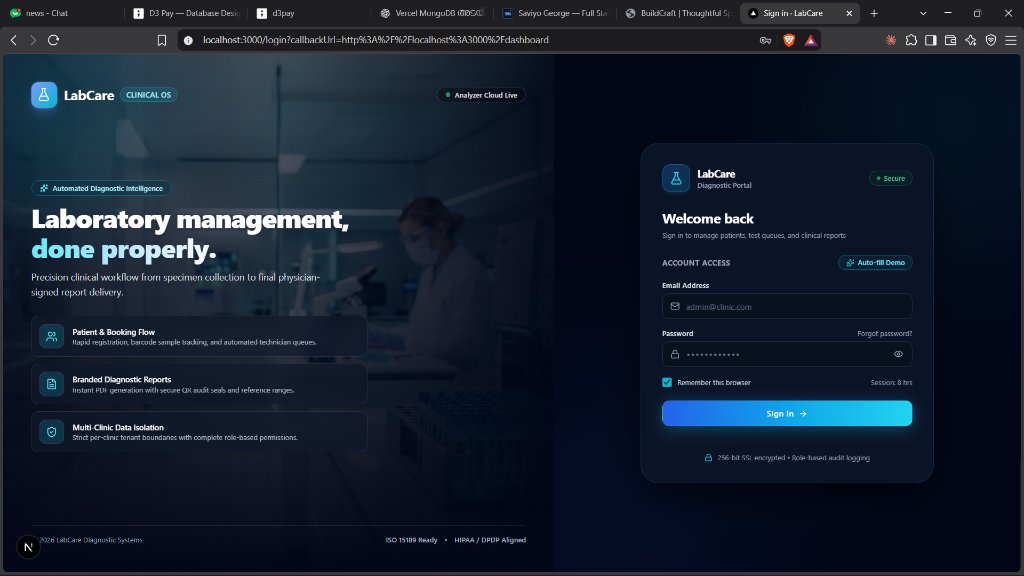 news - Chat
D3 Pay — Database Desig
d3pay
Vercel MongoDB
Saviyo George — Full Sta
BuildCraft | Thoughtful Sp
Sign in · LabCare
localhost:3000/login?callbackUrl=http%3A%2F%2Flocalhost%3A3000%2Fdashboard
LabCare
CLINICAL OS
Analyzer Cloud Live
Automated Diagnostic Intelligence
Laboratory management,
done properly.
Precision clinical workflow from specimen collection to final physician-
signed report delivery.
Patient & Booking Flow
Rapid registration, barcode sample tracking, and automated technician queues.
Branded Diagnostic Reports
Instant PDF generation with secure QR audit seals and reference ranges.
Multi-Clinic Data Isolation
Strict per-clinic tenant boundaries with complete role-based permissions.
2026 LabCare Diagnostic Systems
ISO 15189 Ready • HIPAA / DPDP Aligned
N
LabCare
Diagnostic Portal
Secure
Welcome back
Sign in to manage patients, test queues, and clinical reports
ACCOUNT ACCESS
Auto-fill Demo
Email Address
admin@clinic.com
Password
Forgot password?
••••••••••••
Remember this browser
Session: 8 hrs
Sign In →
256-bit SSL encrypted • Role-based audit logging